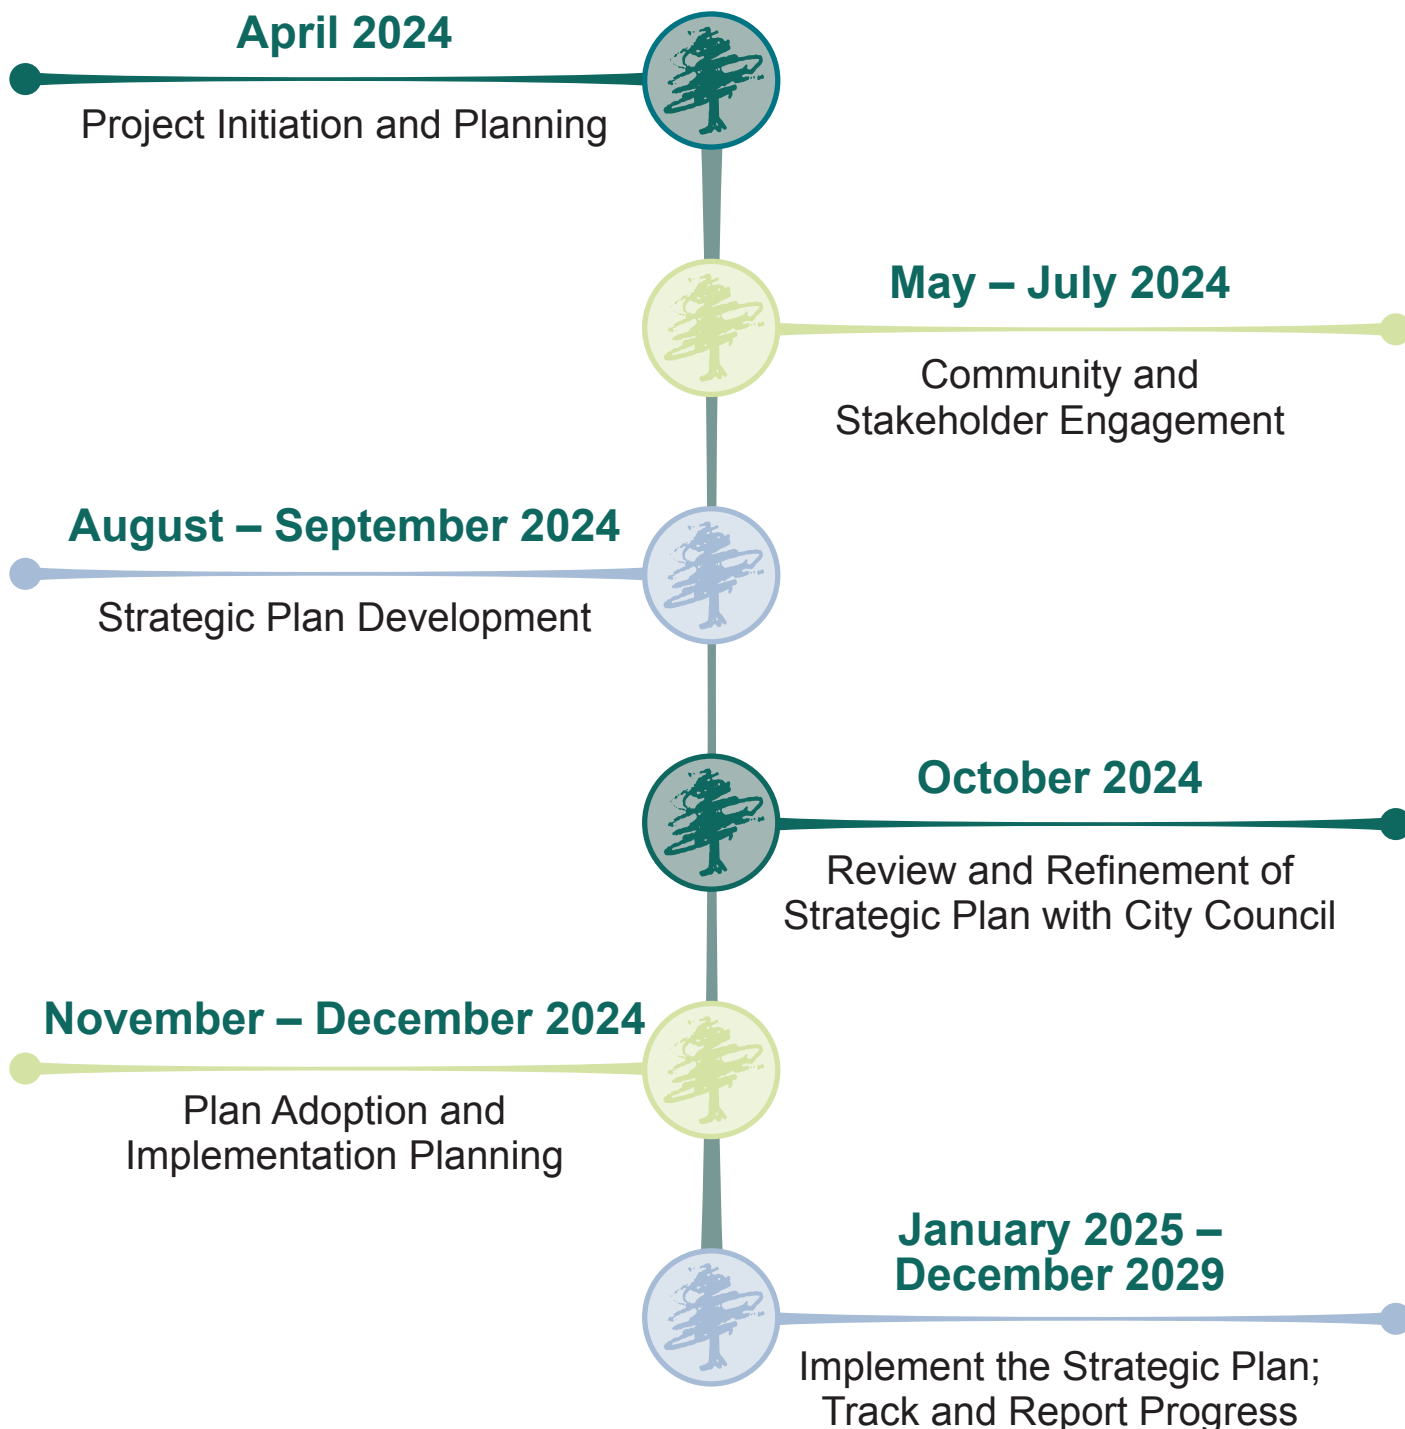 April 2024
Project Initiation and Planning
May – July 2024
Community and
Stakeholder Engagement
August – September 2024
Strategic Plan Development
October 2024
Review and Refinement of
Strategic Plan with City Council
November – December 2024
Plan Adoption and
Implementation Planning
January 2025 –
December 2029
Implement the Strategic Plan;
Track and Report Progress